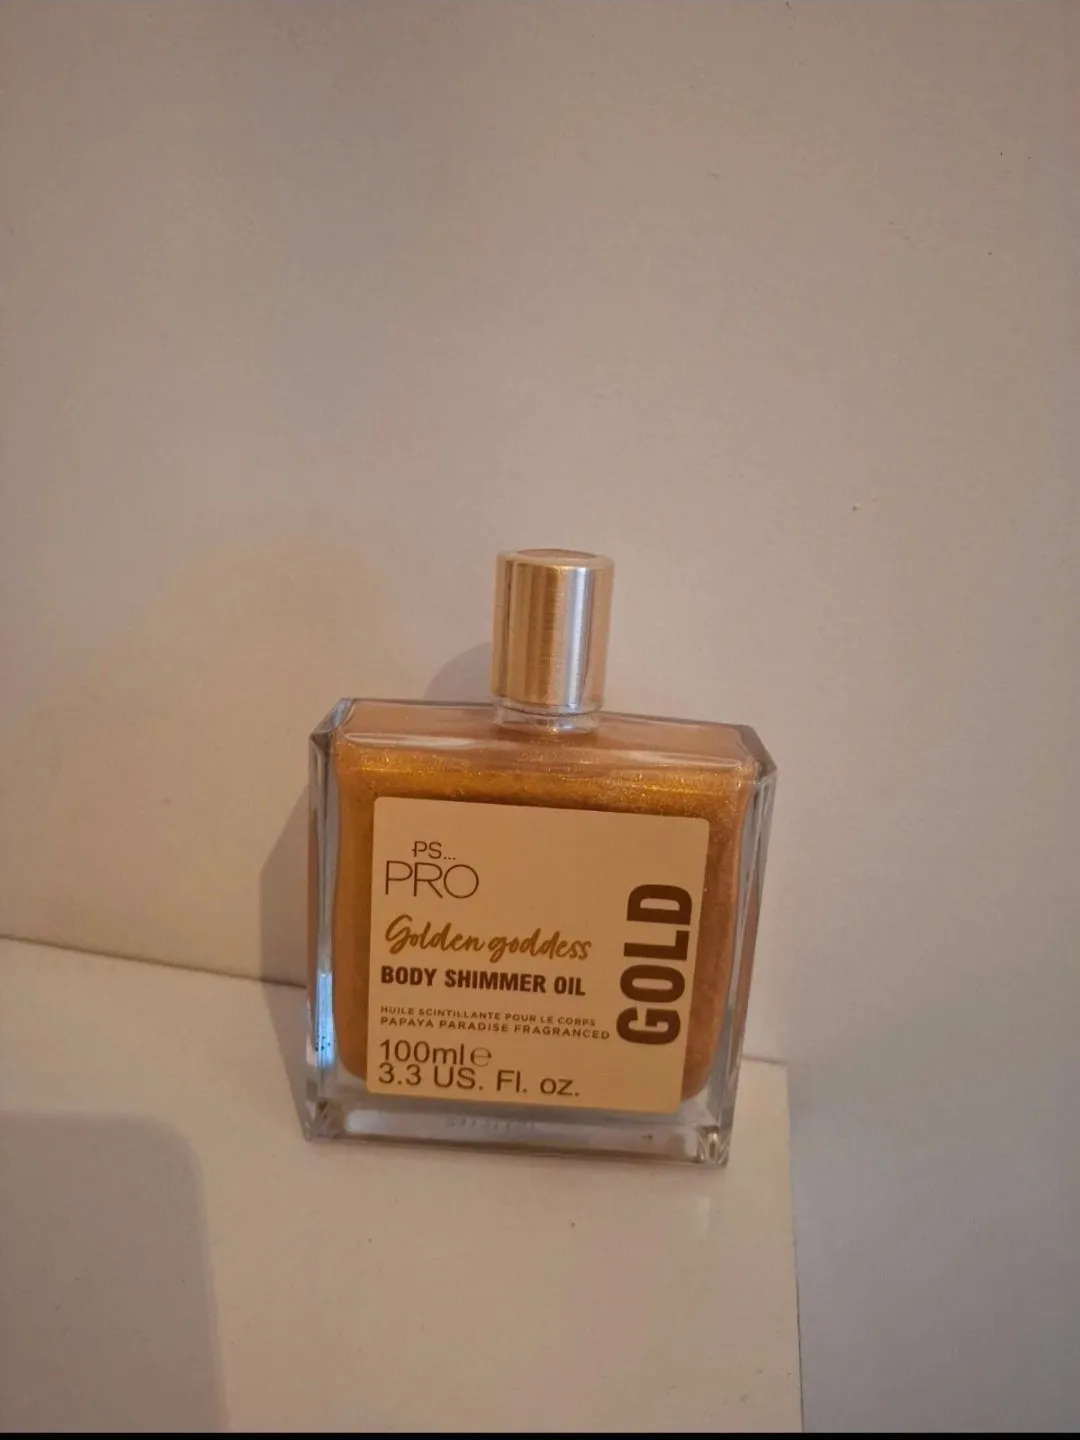 PS...
PRO
Golden goddess
BODY SHIMMER OIL
HUILE SCINTILLANTE POUR LE CORPS
PAPAYA PARADISE FRAGRANCED
100ml℮
3.3 US. Fl. oz.
GOLD